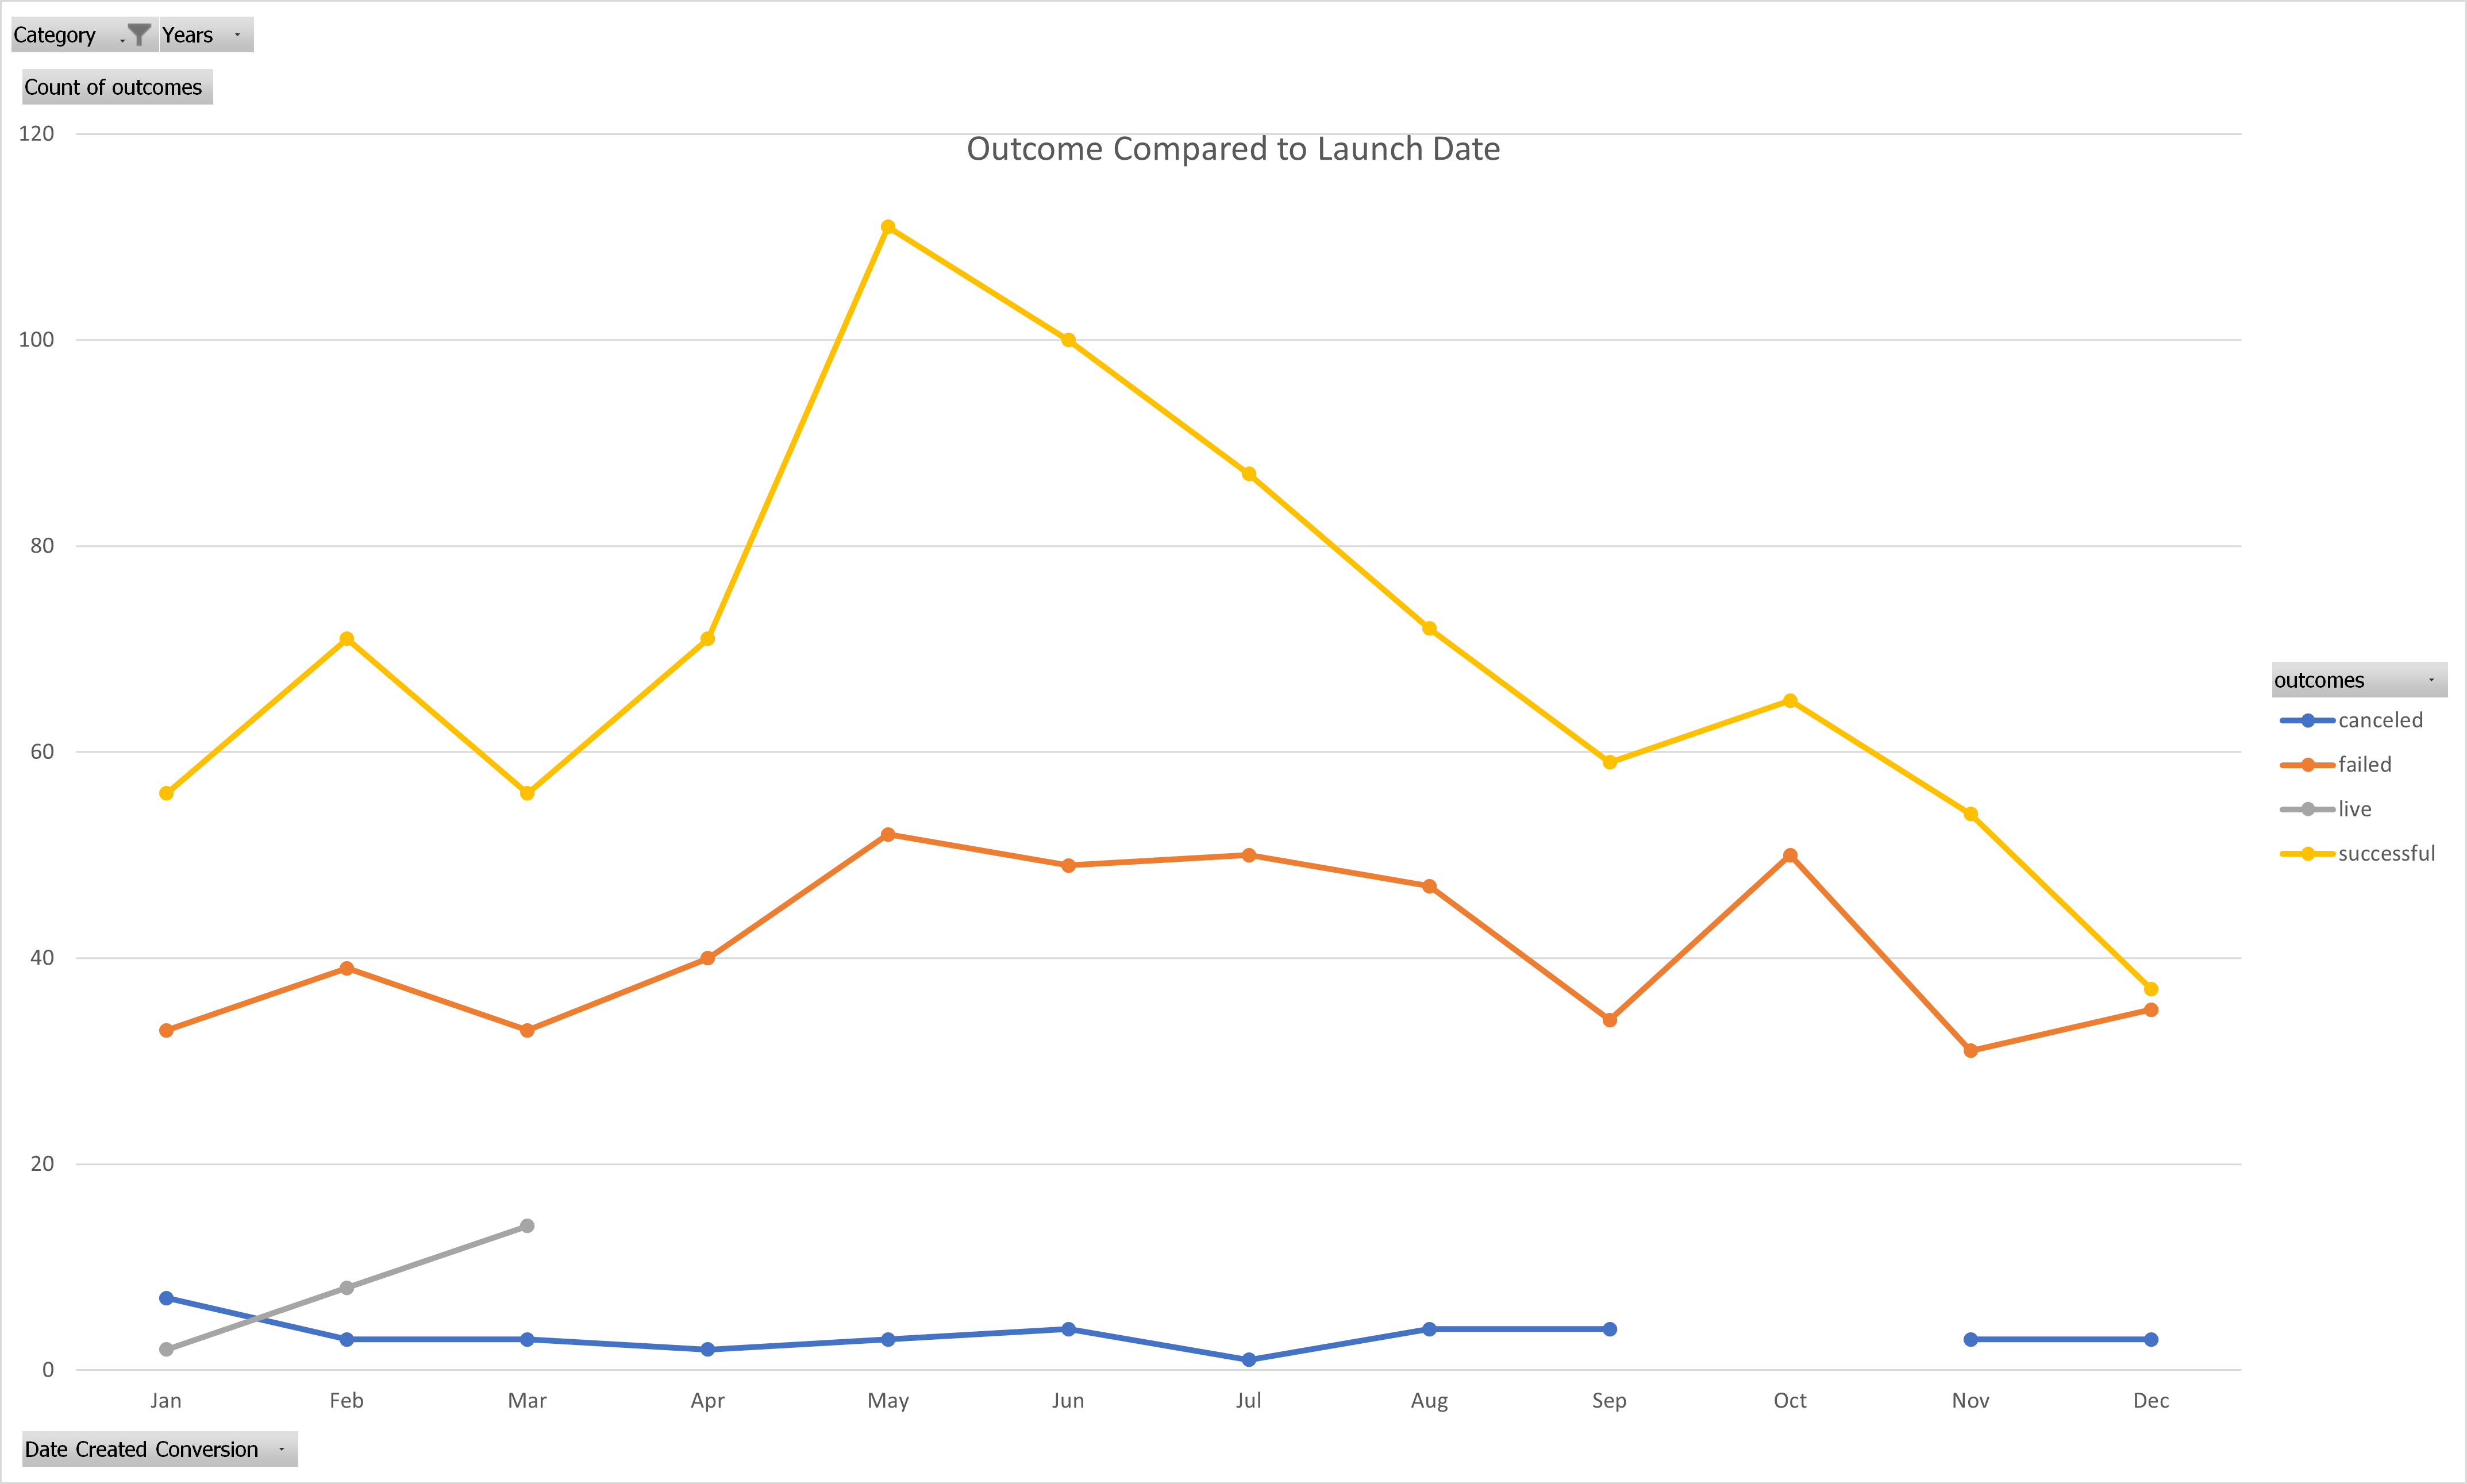 Category Years
Count of outcomes
Outcome Compared to Launch Date
120
100
80
60
40
20
0
Jan Feb Mar Apr May Jun Jul Aug Sep Oct Nov Dec
outcomes
canceled
failed
live
successful
Date Created Conversion